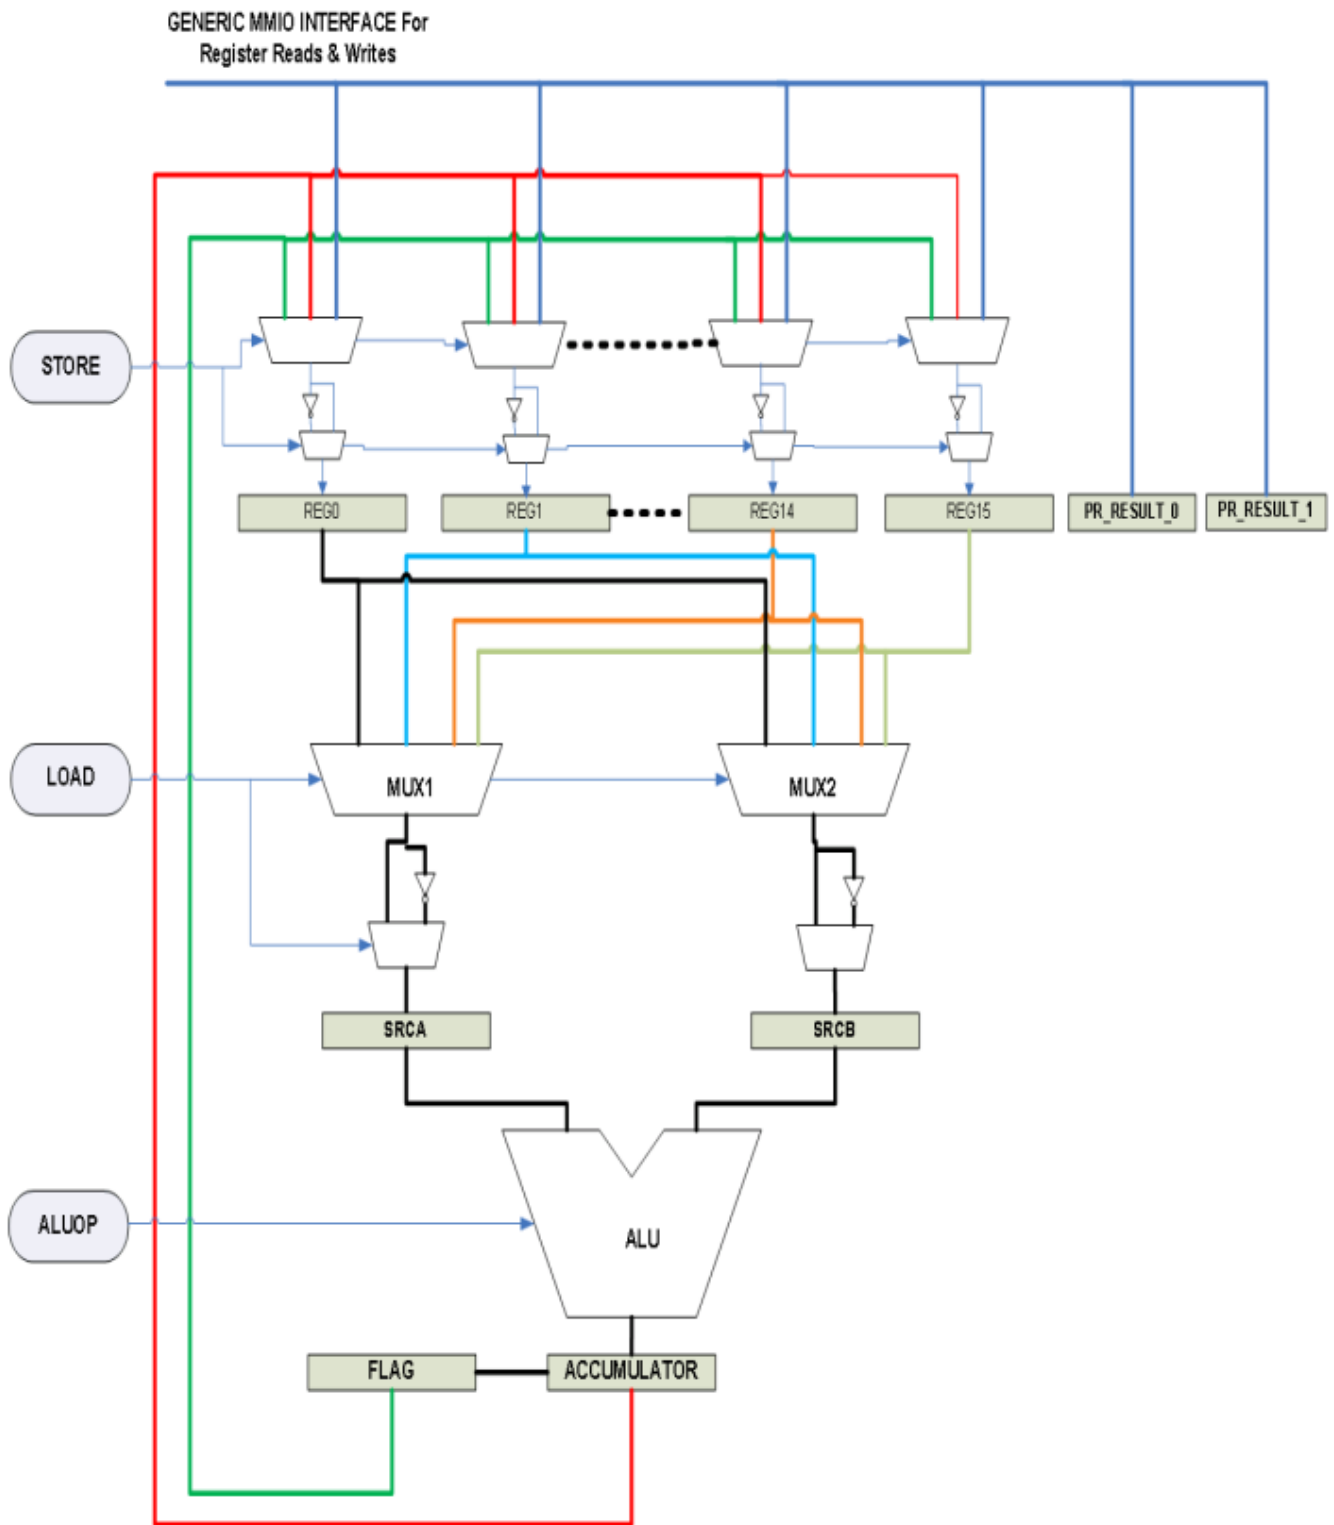 GENERIC MMIO INTERFACE For
Register Reads & Writes
STORE
REG0
REG1
REG14
REG15
PR_RESULT_0
PR_RESULT_1
LOAD
MUX1
MUX2
SRCA
SRCB
ALUOP
ALU
FLAG
ACCUMULATOR